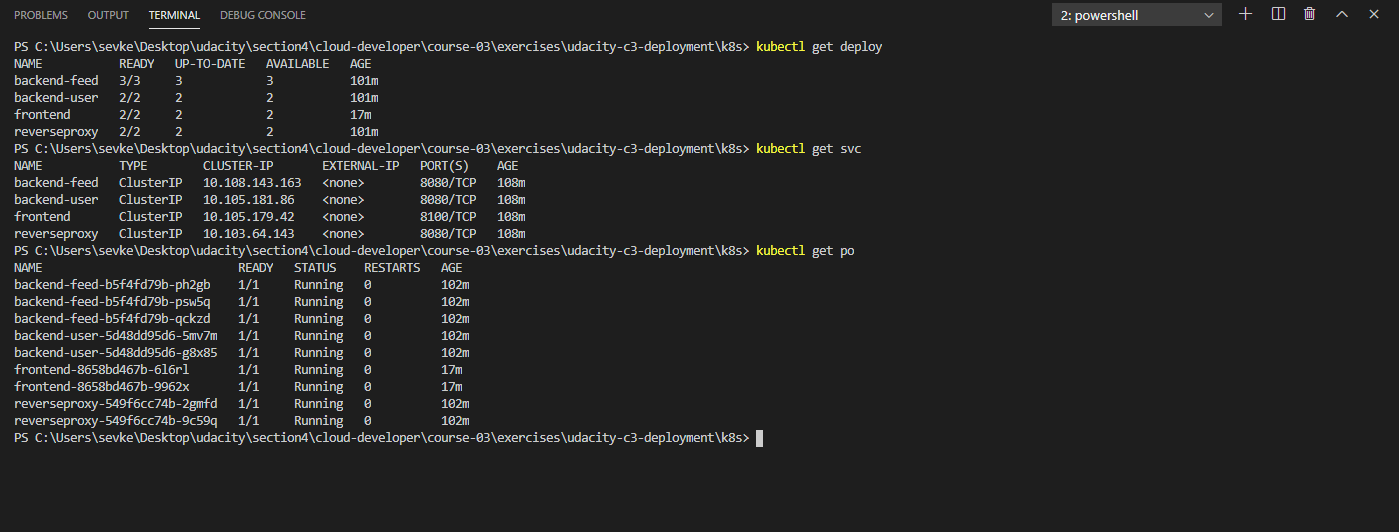 PROBLEMS OUTPUT TERMINAL DEBUG CONSOLE 2: powershell
PS C:\Users\sevke\Desktop\udacity\section4\cloud-developer\course-03\exercises\udacity-c3-deployment\k8s> kubectl get deploy
NAME READY UP-TO-DATE AVAILABLE AGE
backend-feed 3/3 3 3 101m
backend-user 2/2 2 2 101m
frontend 2/2 2 2 17m
reverseproxy 2/2 2 2 101m
PS C:\Users\sevke\Desktop\udacity\section4\cloud-developer\course-03\exercises\udacity-c3-deployment\k8s> kubectl get svc
NAME TYPE CLUSTER-IP EXTERNAL-IP PORT(S) AGE
backend-feed ClusterIP 10.108.143.163 <none> 8080/TCP 108m
backend-user ClusterIP 10.105.181.86 <none> 8080/TCP 108m
frontend ClusterIP 10.105.179.42 <none> 8100/TCP 108m
reverseproxy ClusterIP 10.103.64.143 <none> 8080/TCP 108m
PS C:\Users\sevke\Desktop\udacity\section4\cloud-developer\course-03\exercises\udacity-c3-deployment\k8s> kubectl get po
NAME READY STATUS RESTARTS AGE
backend-feed-b5f4fd79b-ph2gb 1/1 Running 0 102m
backend-feed-b5f4fd79b-psw5q 1/1 Running 0 102m
backend-feed-b5f4fd79b-qckzd 1/1 Running 0 102m
backend-user-5d48dd95d6-5mv7m 1/1 Running 0 102m
backend-user-5d48dd95d6-g8x85 1/1 Running 0 102m
frontend-8658bd467b-6l6rl 1/1 Running 0 17m
frontend-8658bd467b-9962x 1/1 Running 0 17m
reverseproxy-549f6cc74b-2gmfd 1/1 Running 0 102m
reverseproxy-549f6cc74b-9c59q 1/1 Running 0 102m
PS C:\Users\sevke\Desktop\udacity\section4\cloud-developer\course-03\exercises\udacity-c3-deployment\k8s>